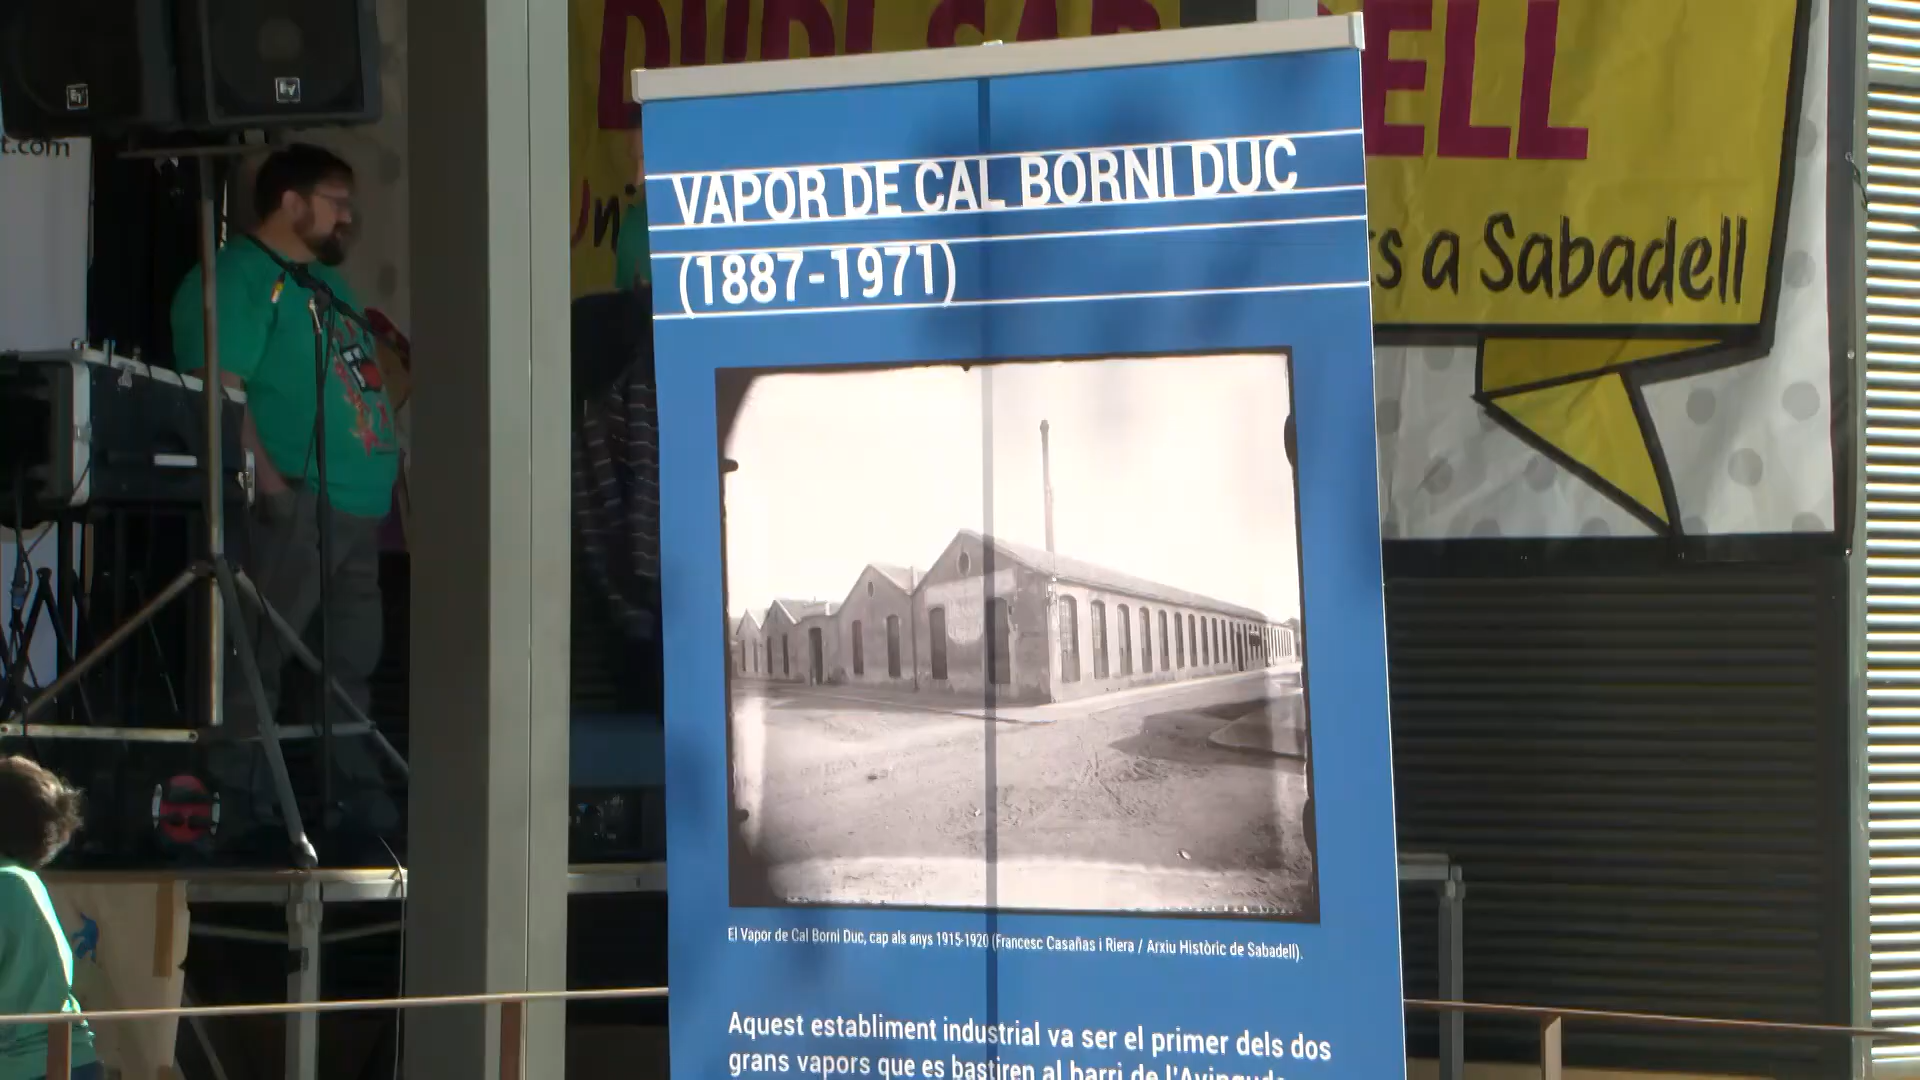 t.com
ELL
s a Sabadell
VAPOR DE CAL BORNI DUC
(1887-1971)
El Vapor de Cal Borni Duc, cap als anys 1915-1920 (Francesc Casañas i Riera / Arxiu Històric de Sabadell).
Aquest establiment industrial va ser el primer dels dos
grans vapors que es bastiren al barri de l'Avinguda